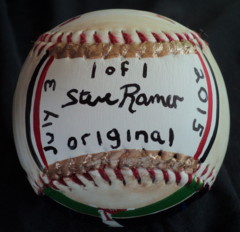 1 of 1
Steve Ramer
original
JULY 3
2015